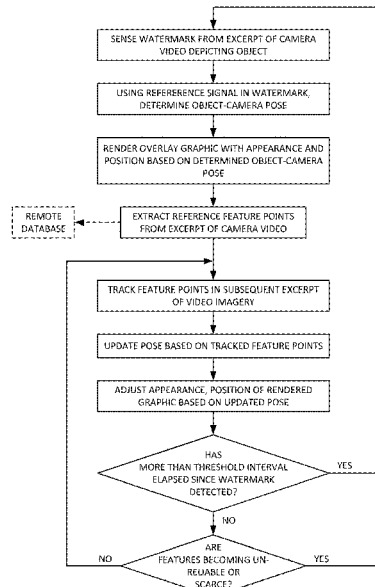 SENSE WATERMARK FROM EXCERPT OF CAMERA
VIDEO DEPICTING OBJECT
USING REFERERENCE SIGNAL IN WATERMARK,
DETERMINE OBJECT-CAMERA POSE
RENDER OVERLAY GRAPHIC WITH APPEARANCE AND
POSITION BASED ON DETERMINED OBJECT-CAMERA
POSE
REMOTE
DATABASE
EXTRACT REFERENCE FEATURE POINTS
FROM EXCERPT OF CAMERA VIDEO
TRACK FEATURE POINTS IN SUBSEQUENT EXCERPT
OF VIDEO IMAGERY
UPDATE POSE BASED ON TRACKED FEATURE POINTS
ADJUST APPEARANCE, POSITION OF RENDERED
GRAPHIC BASED ON UPDATED POSE
HAS
MORE THAN THRESHOLD INTERVAL
ELAPSED SINCE WATERMARK
DETECTED?
YES
NO
ARE
FEATURES BECOMING UN-
RELIABLE OR
SCARCE?
NO
YES